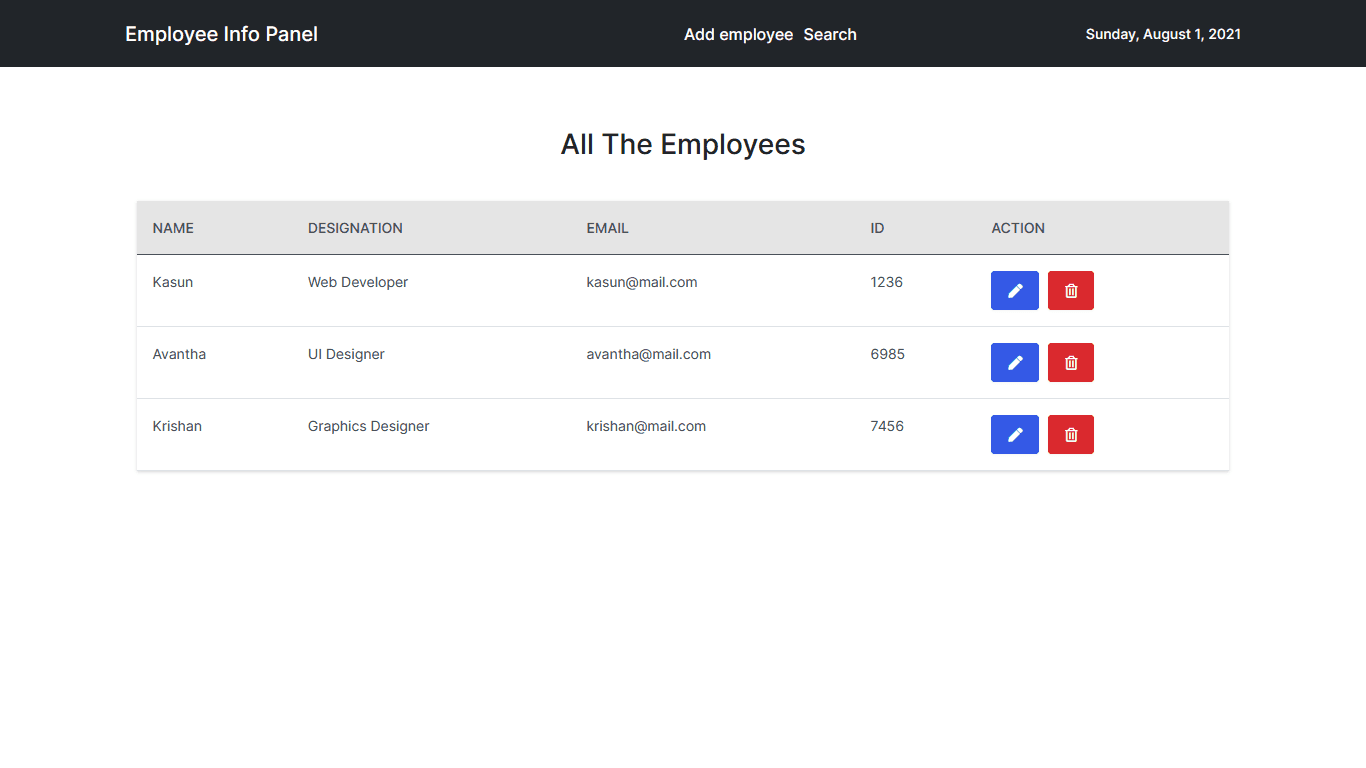 Employee Info Panel Add employee Search Sunday, August 1, 2021
All The Employees
NAME DESIGNATION EMAIL ID ACTION
Kasun Web Developer kasun@mail.com 1236
Avantha UI Designer avantha@mail.com 6985
Krishan Graphics Designer krishan@mail.com 7456